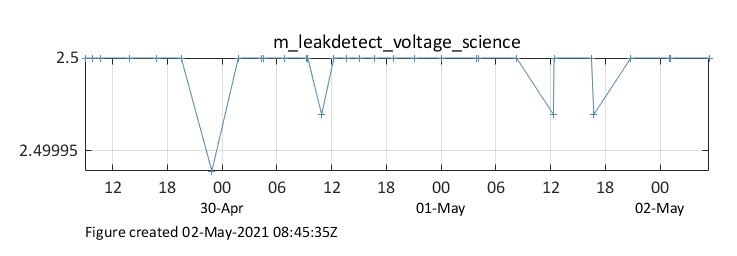 m_leakdetect_voltage_science
2.5
2.49995
12 18 00 06 12 18 00 06 12 18 00
30-Apr 01-May 02-May
Figure created 02-May-2021 08:45:35Z